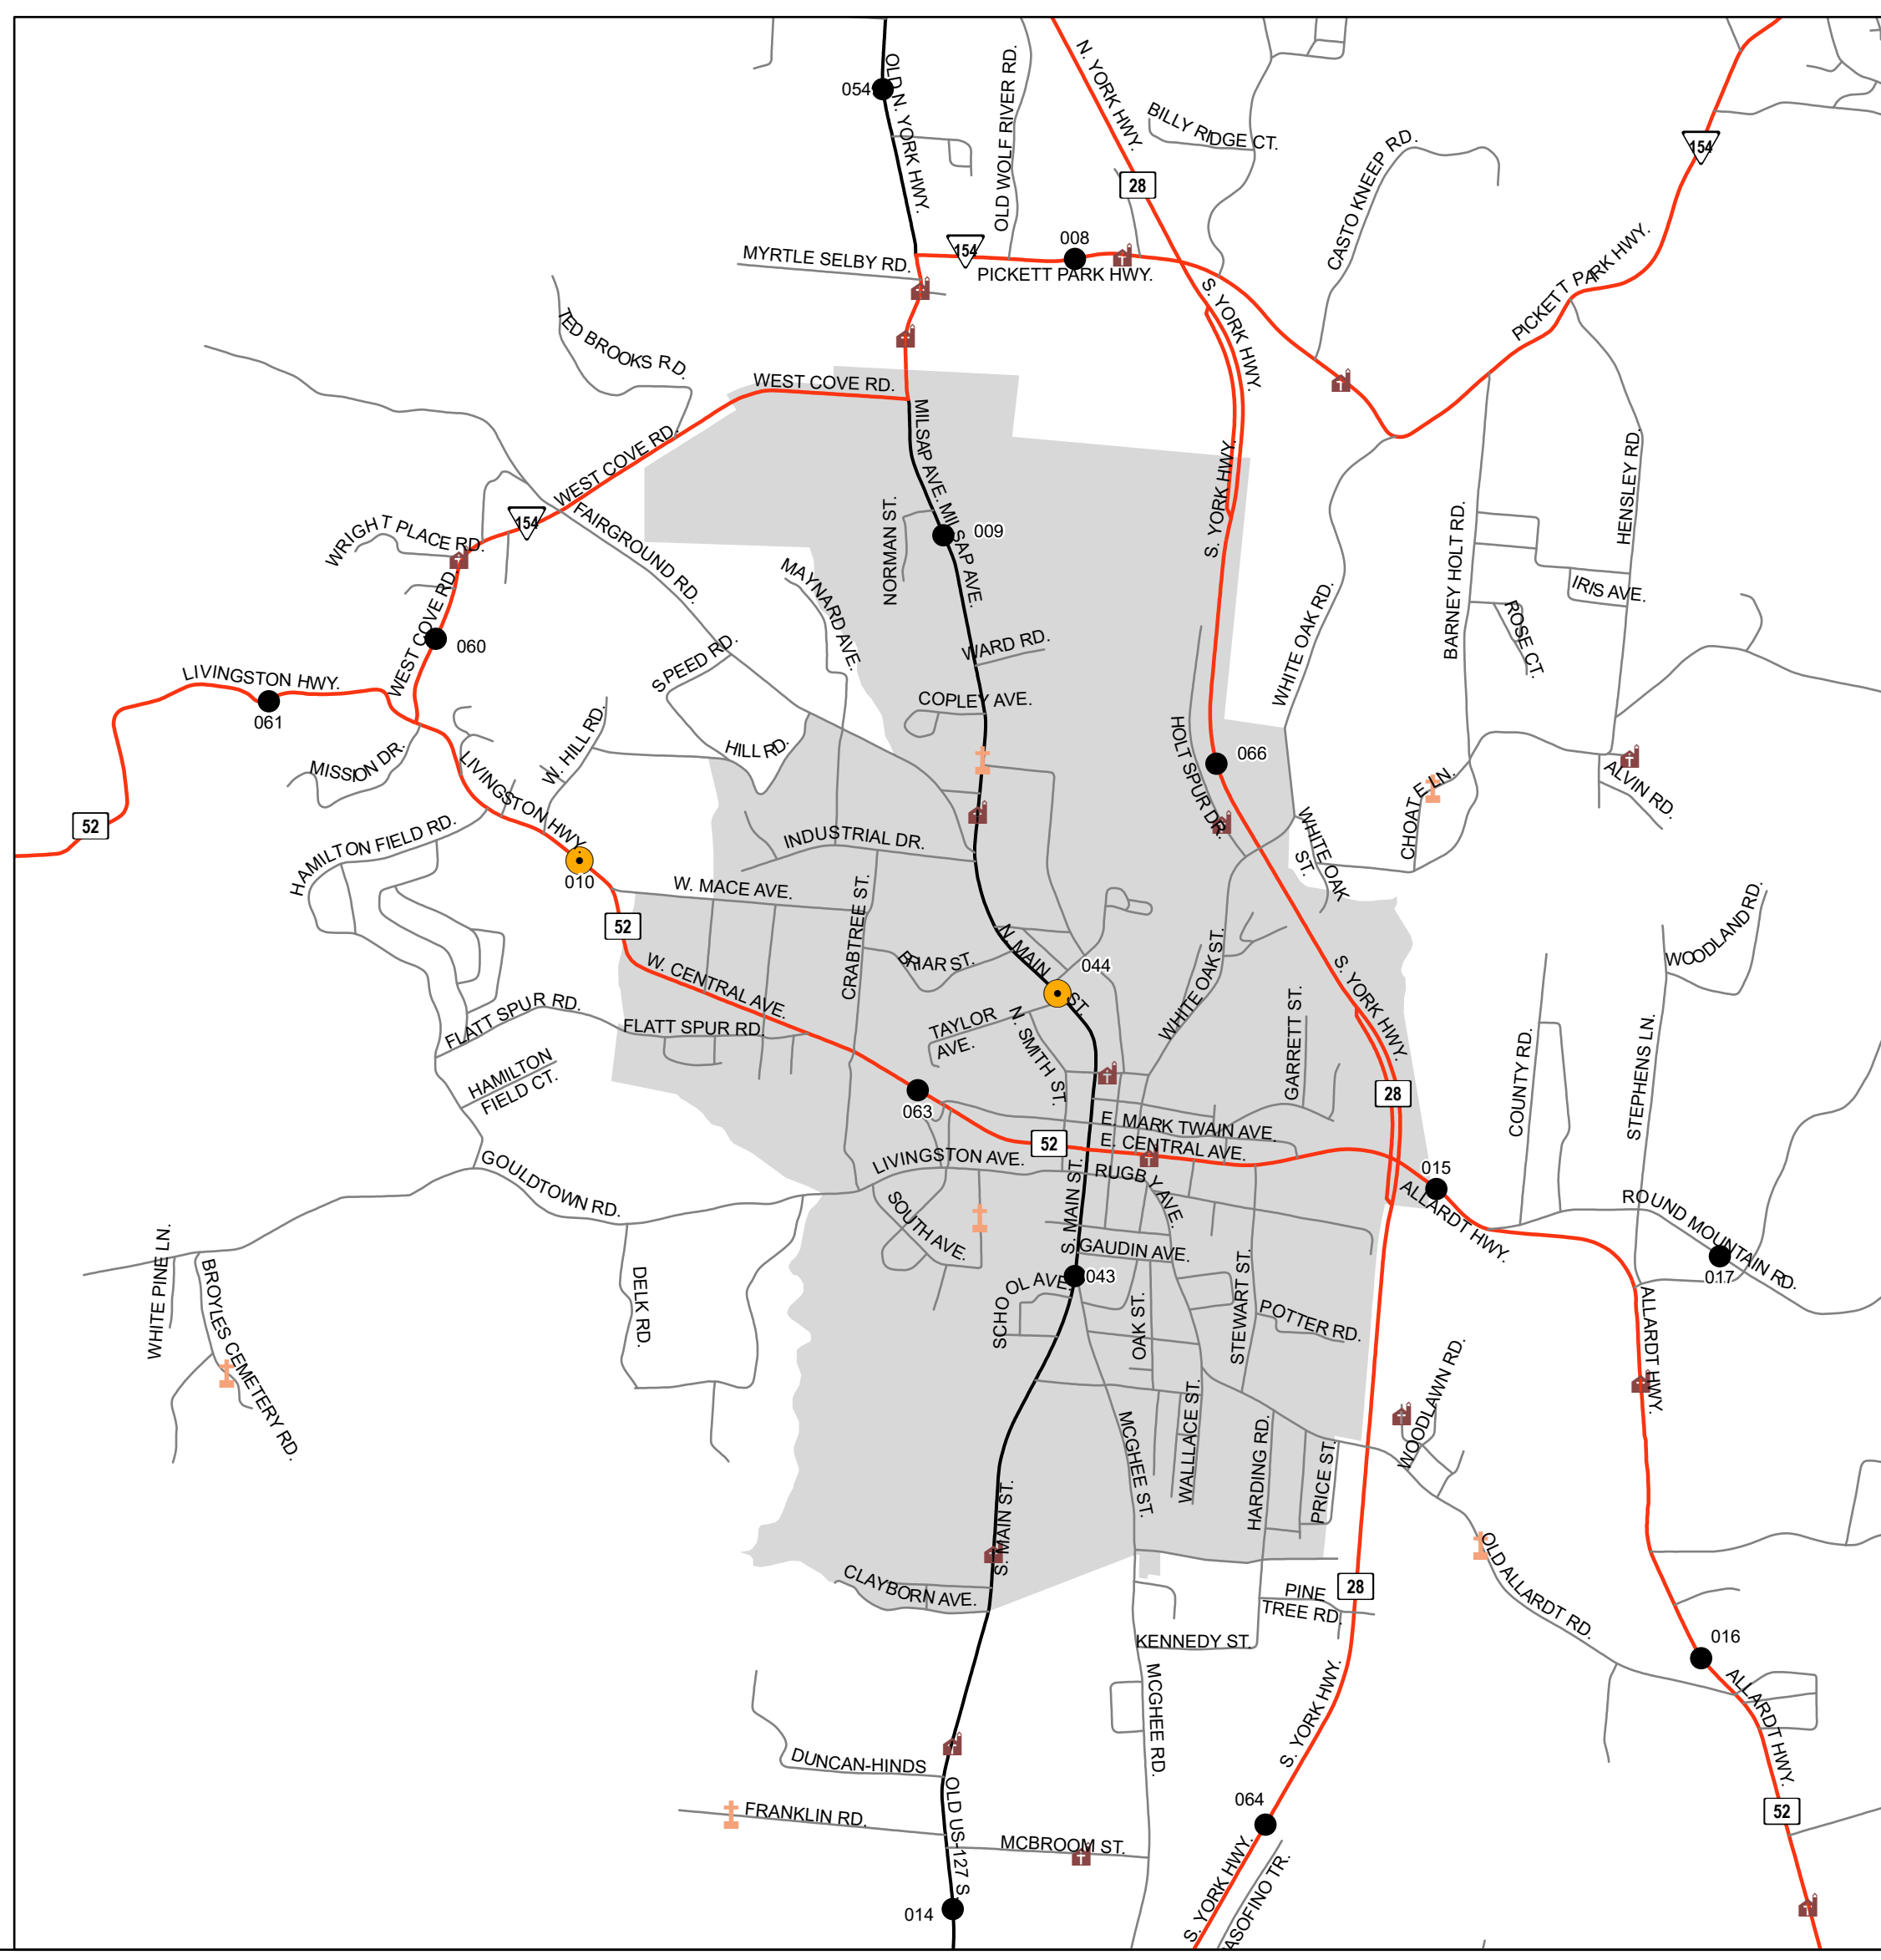 OLD N. YORK HWY.
054
OLD WOLF RIVER RD.
N. YORK HWY.
BILLY RIDGE CT.
CASTO KNEEP RD.
154
28
MYRTLE SELBY RD.
154
008
PICKETT PARK HWY.
PICKETT PARK HWY.
S. YORK HWY.
TED BROOKS RD.
WEST COVE RD.
MILSAP AVE.
WEST COVE RD.
154
FAIRGROUND RD.
WRIGHT PLACE RD.
NORMAN ST.
009
MILSAP AVE.
S. YORK HWY.
BARNEY HOLT RD.
HENSLEY RD.
IRIS AVE.
ROSE CT.
MAYNARD AVE.
WHITE OAK RD.
WEST COVE RD.
060
LIVINGSTON HWY.
061
SPEED RD.
WARD RD.
COPLEY AVE.
HOLT SPUR DR.
066
MISSION DR.
LIVINGSTON HWY.
W. HILL RD.
HILL RD.
ALVIN RD.
CHOATE LN.
52
HAMILTON FIELD RD.
INDUSTRIAL DR.
WHITE OAK
ST.
010
W. MACE AVE.
CRABTREE ST.
52
BRIAR ST.
N. MAIN
ST.
044
WHITE OAK ST.
S. YORK HWY.
WOODLAND RD.
W. CENTRAL AVE.
FLATT SPUR RD.
FLATT SPUR RD.
TAYLOR
AVE.
N. SMITH ST.
GARRETT ST.
COUNTY RD.
STEPHENS LN.
HAMILTON
FIELD CT.
063
28
E. MARK TWAIN AVE.
52
E. CENTRAL AVE.
LIVINGSTON AVE.
RUGBY AVE.
GOULDTOWN RD.
SOUTH AVE.
S. MAIN ST.
015
ALLARDT HWY.
ROUND MOUNTAIN RD.
017
WHITE PINE LN.
BROYLES CEMETERY RD.
DELK RD.
GAUDIN AVE.
043
SCHOOL AVE.
OAK ST.
STEWART ST.
POTTER RD.
ALLARDT HWY.
WOODLAWN RD.
MCGHEE ST.
WALLLACE ST.
HARDING RD.
PRICE ST.
S. MAIN ST.
OLD ALLARDT RD.
CLAYBORN AVE.
28
PINE
TREE RD.
KENNEDY ST.
016
MCGHEE RD.
S. YORK HWY.
ALLARDT HWY.
DUNCAN-HINDS
FRANKLIN RD.
OLD US-127 S.
MCBROOM ST.
064
52
S. YORK HWY.
ASOFINO TR.
014